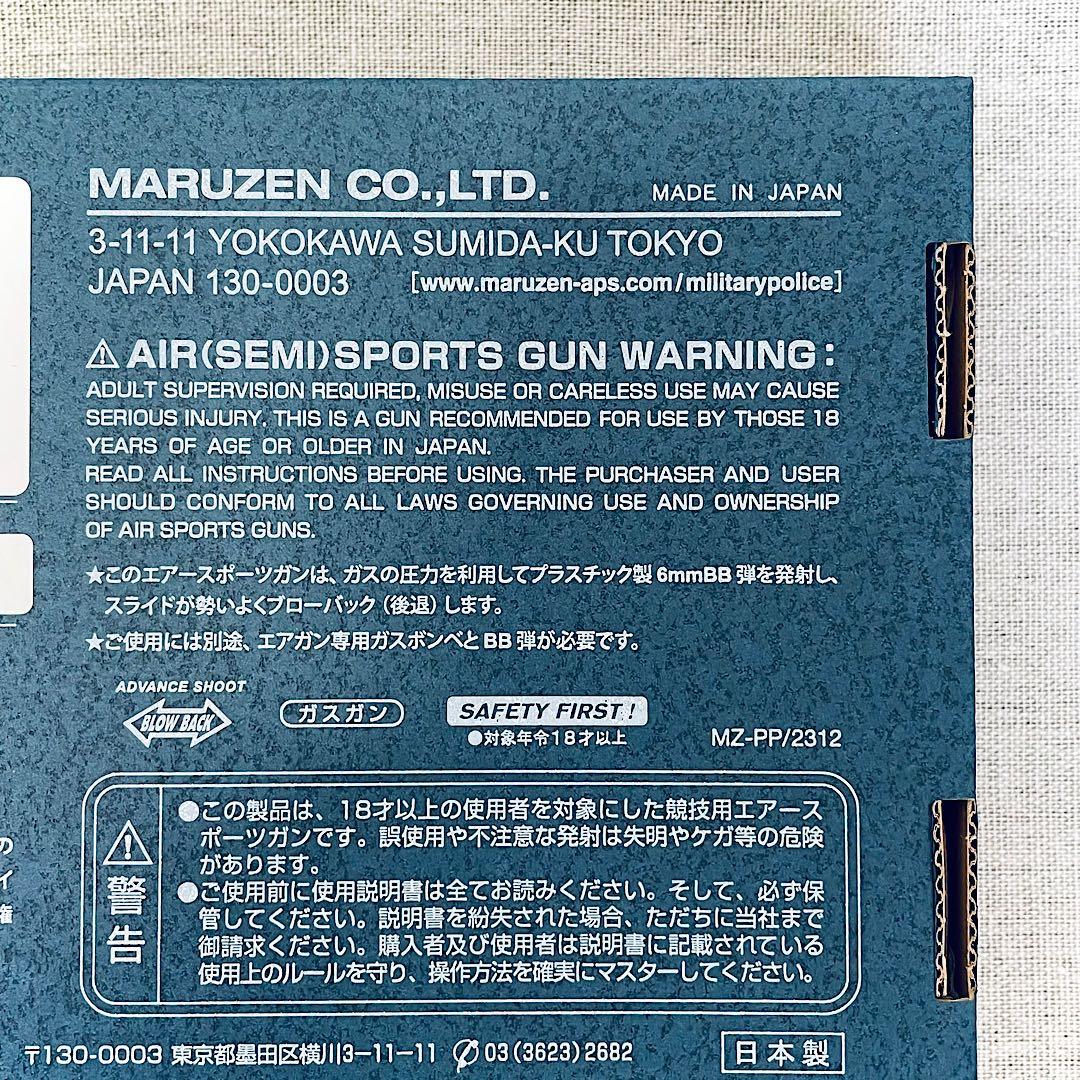 MARUZEN CO.,LTD. MADE IN JAPAN
3-11-11 YOKOKAWA SUMIDA-KU TOKYO
JAPAN 130-0003 [www.maruzen-aps.com/militarypolice]
⚠AIR(SEMI)SPORTS GUN WARNING:
ADULT SUPERVISION REQUIRED, MISUSE OR CARELESS USE MAY CAUSE
SERIOUS INJURY. THIS IS A GUN RECOMMENDED FOR USE BY THOSE 18
YEARS OF AGE OR OLDER IN JAPAN.
READ ALL INSTRUCTIONS BEFORE USING. THE PURCHASER AND USER
SHOULD CONFORM TO ALL LAWS GOVERNING USE AND OWNERSHIP
OF AIR SPORTS GUNS.
★このエアースポーツガンは、ガスの圧力を利用してプラスチック製6mmBB弾を発射し、
スライドが勢いよくブローバック(後退)します。
★ご使用には別途、エアガン専用ガスボンベとBB弾が必要です。
ADVANCE SHOOT
BLOW BACK
ガスガン
SAFETY FIRST!
●対象年令18才以上
MZ-PP/2312
⚠警告
●この製品は、18才以上の使用者を対象にした競技用エアース
ポーツガンです。誤使用や不注意な発射は失明やケガ等の危険
があります。
●ご使用前に使用説明書は全てお読みください。そして、必ず保
管してください。説明書を紛失された場合、ただちに当社まで
御請求ください。購入者及び使用者は説明書に記載されている
使用上のルールを守り、操作方法を確実にマスターしてください。
の
イ
権
〒130-0003 東京都墨田区横川3-11-11 03(3623)2682 日本製